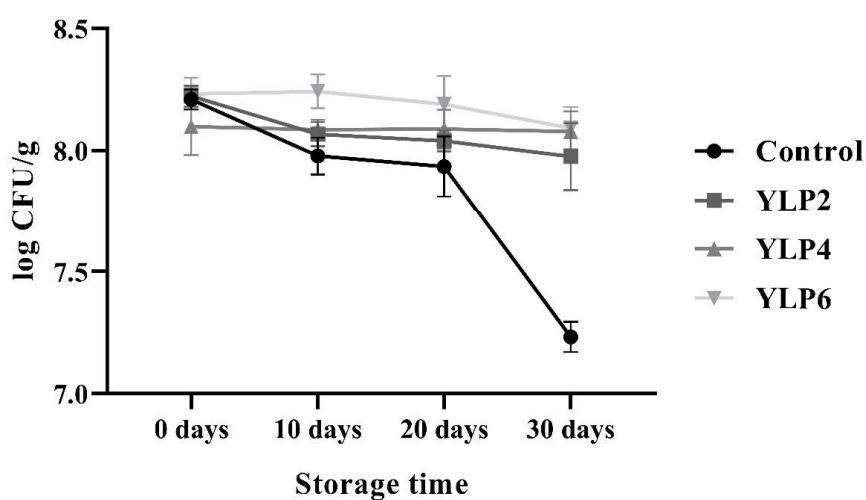 log CFU/g
8.5
8.0
7.5
7.0
0 days
10 days
20 days
30 days
Storage time
Control
YLP2
YLP4
YLP6